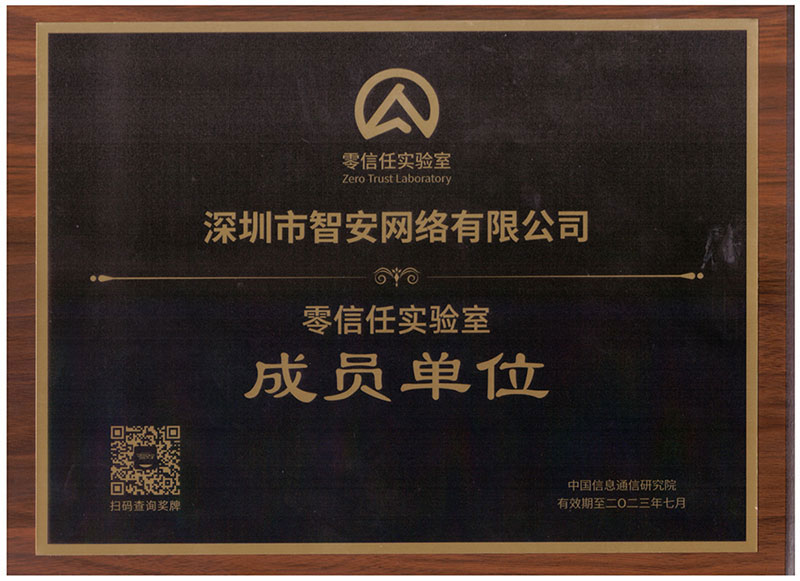 零信任实验室
Zero Trust Laboratory
深圳市智安网络有限公司
零信任实验室
成员单位
扫码查询奖牌
中国信息通信研究院
有效期至二〇二三年七月